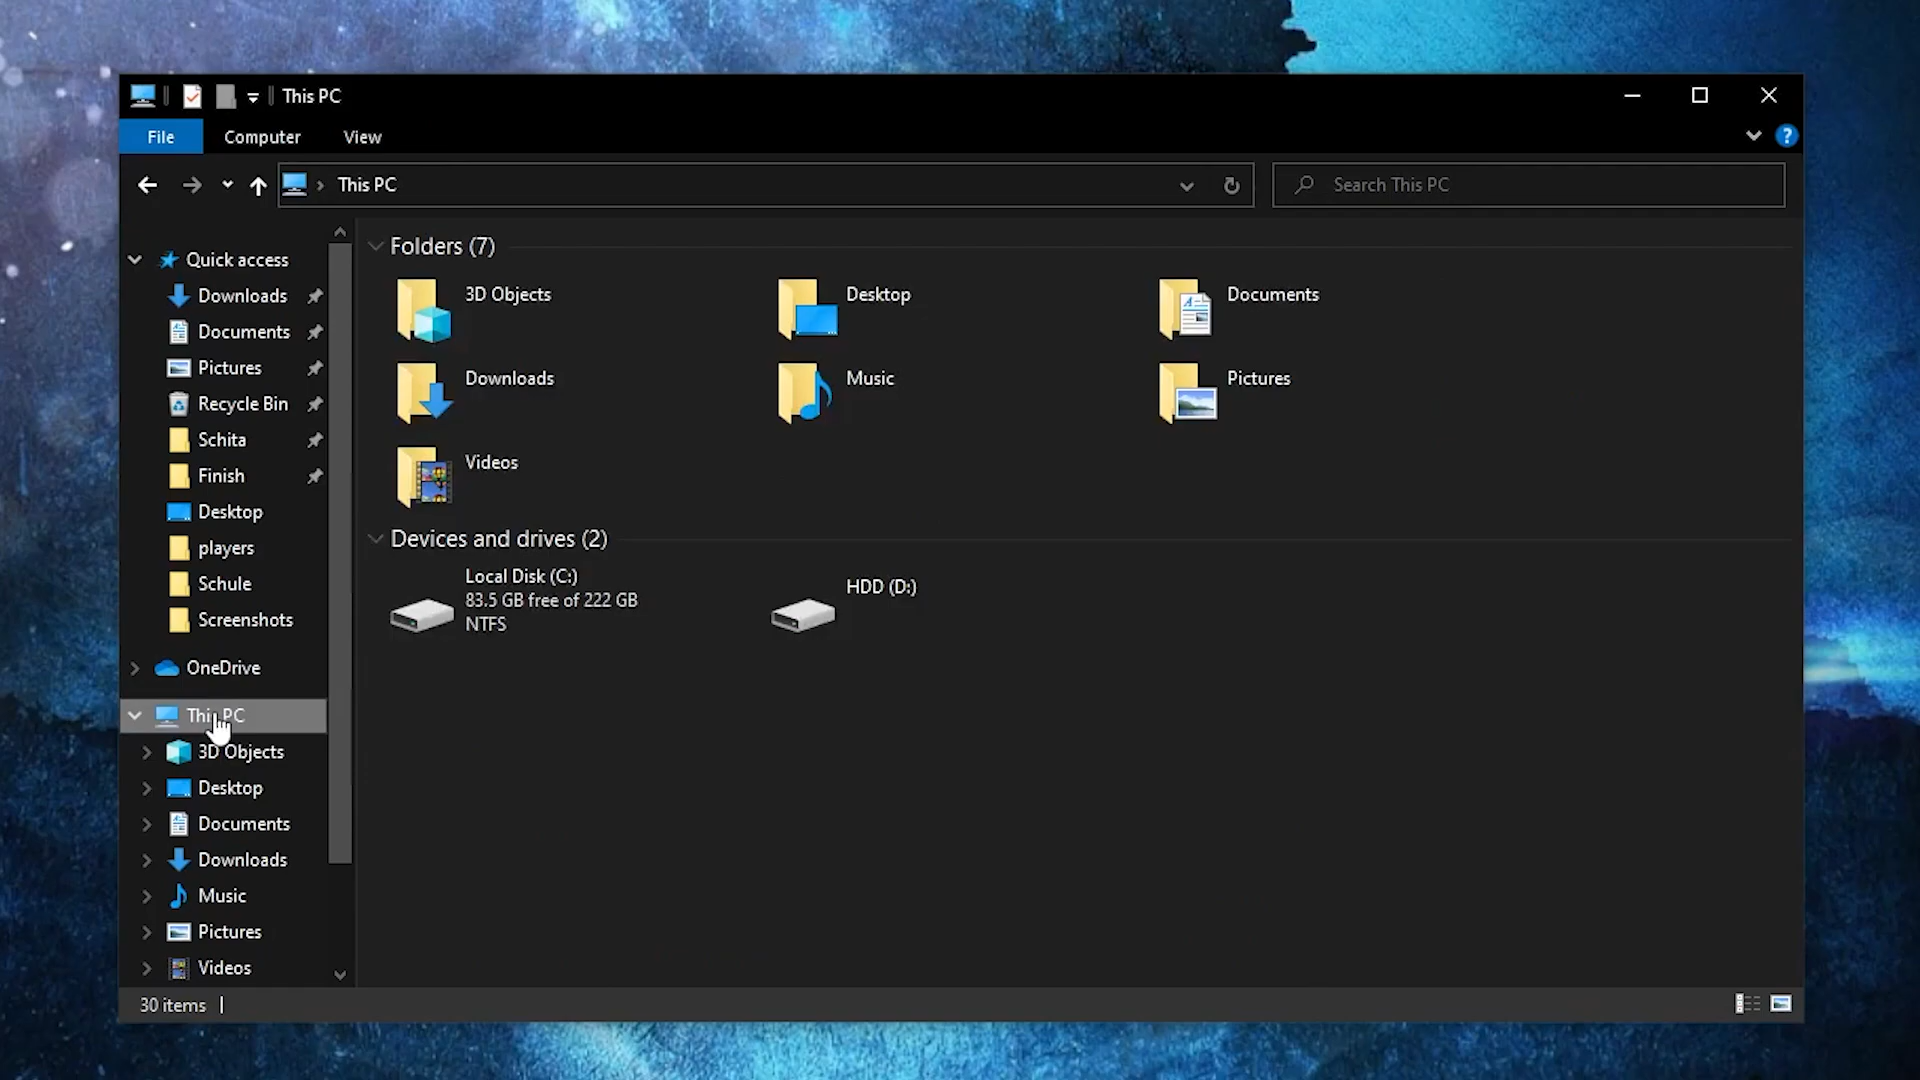 This PC
File Computer View
This PC
Search This PC
Quick access
Downloads
Documents
Pictures
Recycle Bin
Schita
Finish
Desktop
players
Schule
Screenshots
OneDrive
This PC
3D Objects
Desktop
Documents
Downloads
Music
Pictures
Videos
Folders (7)
3D Objects
Desktop
Documents
Downloads
Music
Pictures
Videos
Devices and drives (2)
Local Disk (C:)
83.5 GB free of 222 GB
NTFS
HDD (D:)
30 items